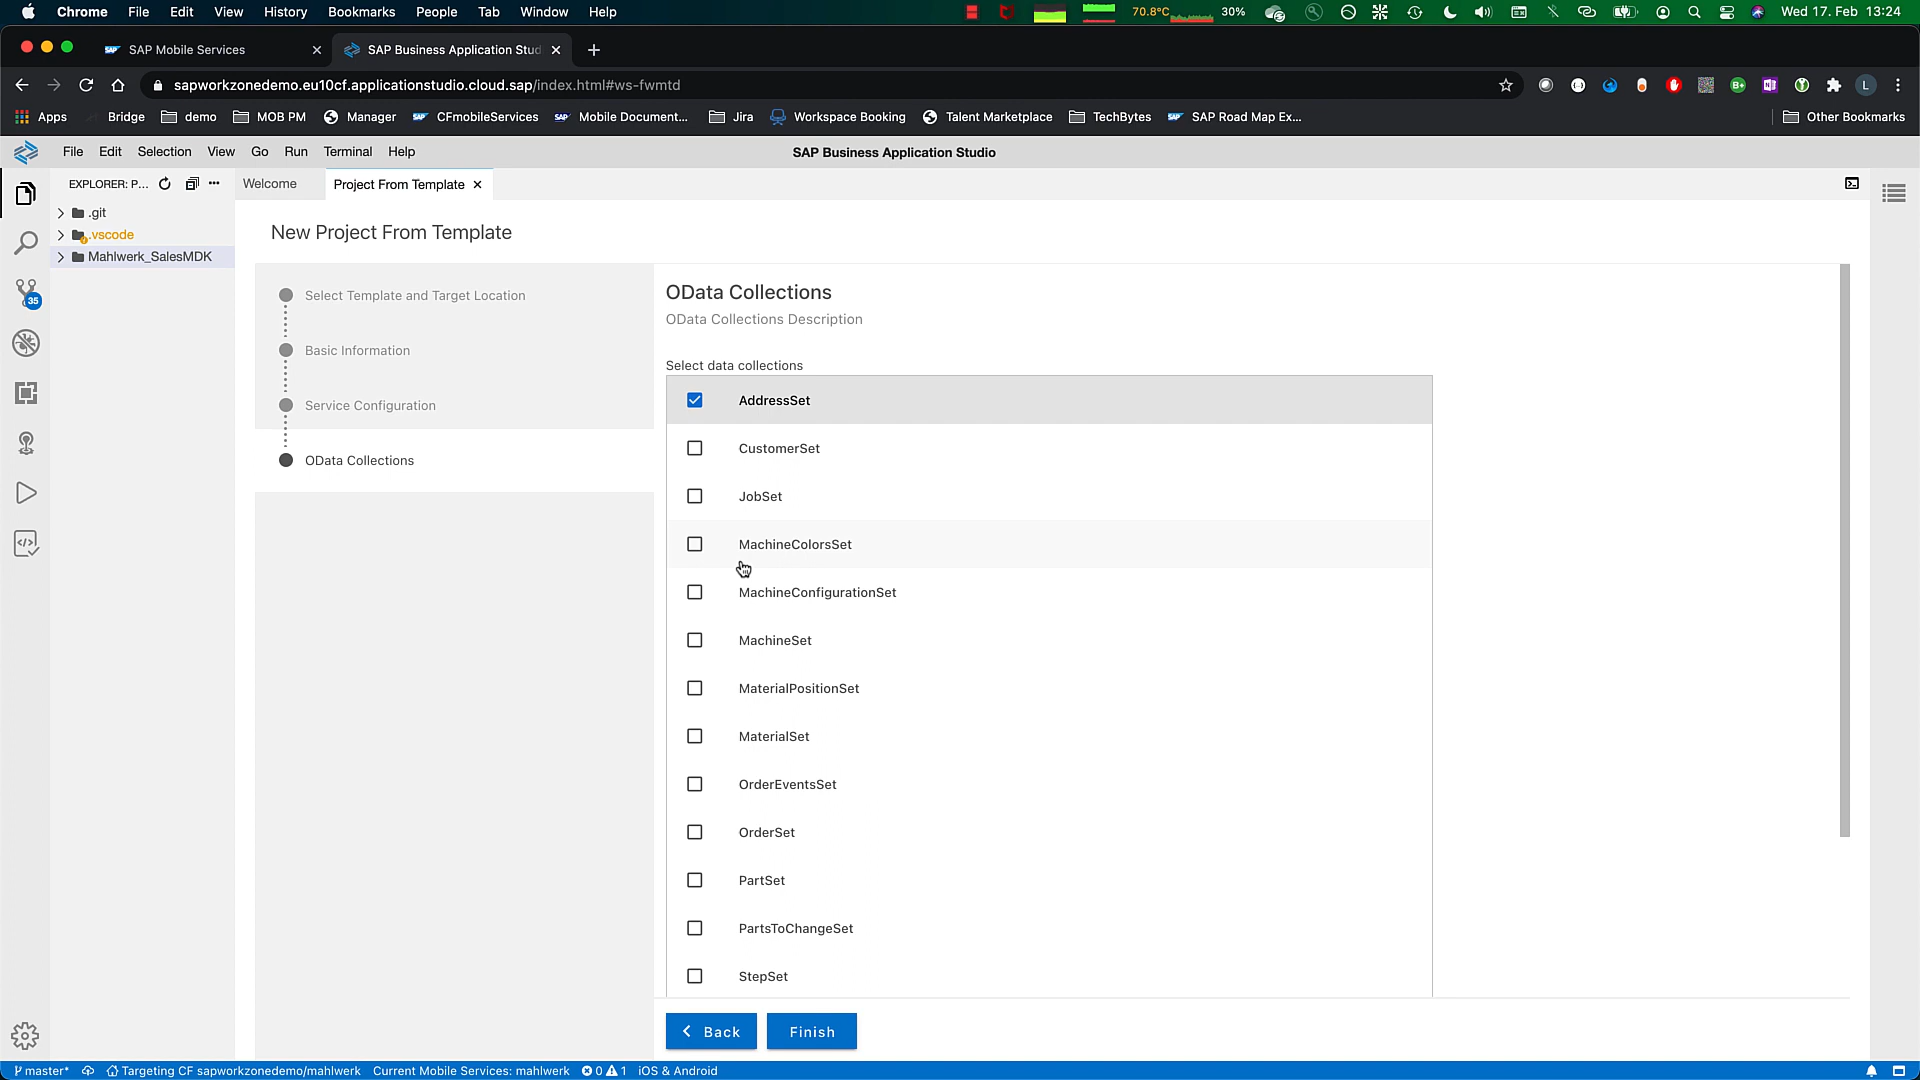 Chrome File Edit View History Bookmarks People Tab Window Help 70.8°C 30% Wed 17. Feb 13:24
SAP Mobile Services SAP Business Application Stud
sapworkzonedemo.eu10cf.applicationstudio.cloud.sap/index.html#ws-fwmtd
Apps Bridge demo MOB PM Manager CFmobileServices Mobile Document... Jira Workspace Booking Talent Marketplace TechBytes SAP Road Map Ex... Other Bookmarks
File Edit Selection View Go Run Terminal Help SAP Business Application Studio
EXPLORER: P... Welcome Project From Template
.git
.vscode
Mahlwerk_SalesMDK
35
New Project From Template
Select Template and Target Location
Basic Information
Service Configuration
OData Collections
OData Collections
OData Collections Description
Select data collections
AddressSet
CustomerSet
JobSet
MachineColorsSet
MachineConfigurationSet
MachineSet
MaterialPositionSet
MaterialSet
OrderEventsSet
OrderSet
PartSet
PartsToChangeSet
StepSet
Back Finish
master* Targeting CF sapworkzonedemo/mahlwerk Current Mobile Services: mahlwerk 0 1 iOS & Android